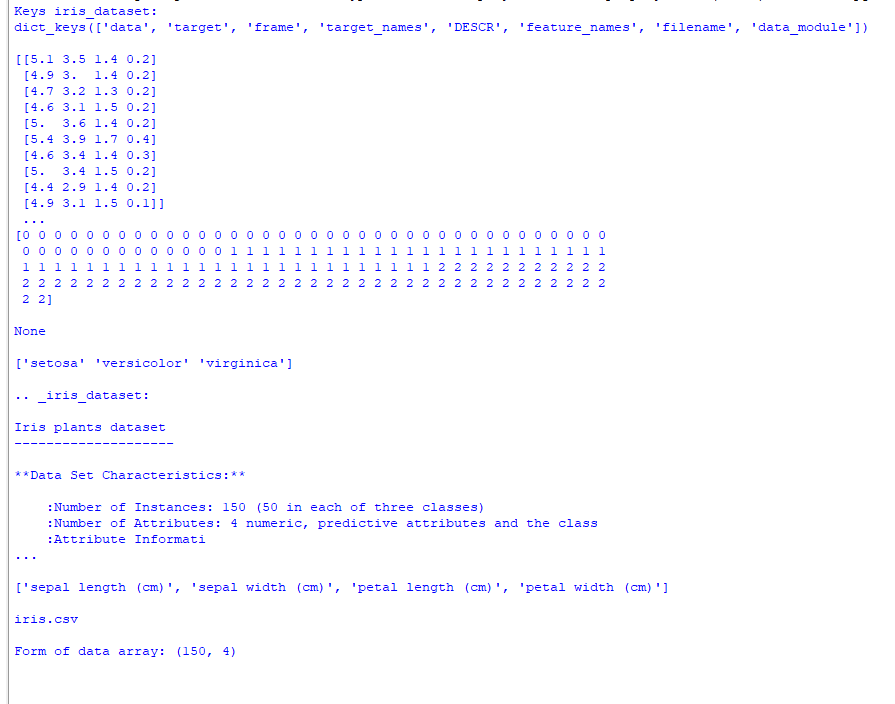 Keys iris_dataset:
dict_keys(['data', 'target', 'frame', 'target_names', 'DESCR', 'feature_names', 'filename', 'data_module'])
[[5.1 3.5 1.4 0.2]
[4.9 3.  1.4 0.2]
[4.7 3.2 1.3 0.2]
[4.6 3.1 1.5 0.2]
[5.  3.6 1.4 0.2]
[5.4 3.9 1.7 0.4]
[4.6 3.4 1.4 0.3]
[5.  3.4 1.5 0.2]
[4.4 2.9 1.4 0.2]
[4.9 3.1 1.5 0.1]]
...
[0 0 0 0 0 0 0 0 0 0 0 0 0 0 0 0 0 0 0 0 0 0 0 0 0 0 0 0 0 0 0 0 0 0 0 0 0
0 0 0 0 0 0 0 0 0 0 0 0 0 1 1 1 1 1 1 1 1 1 1 1 1 1 1 1 1 1 1 1 1 1 1 1 1
1 1 1 1 1 1 1 1 1 1 1 1 1 1 1 1 1 1 1 1 1 1 1 1 1 1 2 2 2 2 2 2 2 2 2 2 2
2 2 2 2 2 2 2 2 2 2 2 2 2 2 2 2 2 2 2 2 2 2 2 2 2 2 2 2 2 2 2 2 2 2 2 2 2
2 2]
None
['setosa' 'versicolor' 'virginica']
.. _iris_dataset:
Iris plants dataset
--------------------
**Data Set Characteristics:**
:Number of Instances: 150 (50 in each of three classes)
:Number of Attributes: 4 numeric, predictive attributes and the class
:Attribute Informati
...
['sepal length (cm)', 'sepal width (cm)', 'petal length (cm)', 'petal width (cm)']
iris.csv
Form of data array: (150, 4)